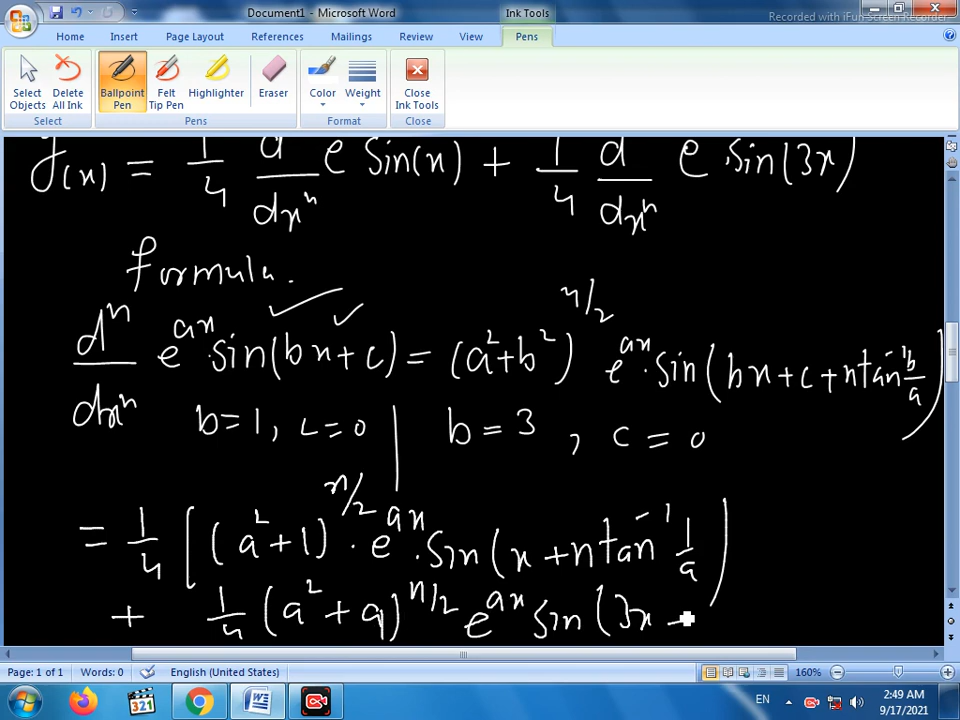 Document1 - Microsoft Word
Ink Tools
Recorded with iFun Screen Recorder
Home Insert Page Layout References Mailings Review View Pens
Select Objects Delete All Ink Ballpoint Pen Felt Tip Pen Highlighter Eraser Color Weight Close Ink Tools
Select Pens Format Close
y(x) = 1/4 d/dxⁿ e sin(x) + 1/4 d/dxⁿ e .sin(3x)
formula.
dⁿ/dxⁿ e^ax .sin(bx+c) = (a²+b²)^n/2 e^ax .sin(bx+c+ntan⁻¹ b/a)
b=1, c=0 | b = 3 , c = 0
= 1/4 [(a²+1)^n/2 . e^ax .sin(x+ntan⁻¹ 1/a)
+ 1/4 (a²+9)^n/2 e^ax sin(3x -
Page: 1 of 1 Words: 0 English (United States) 160%
321
EN 2:49 AM
9/17/2021